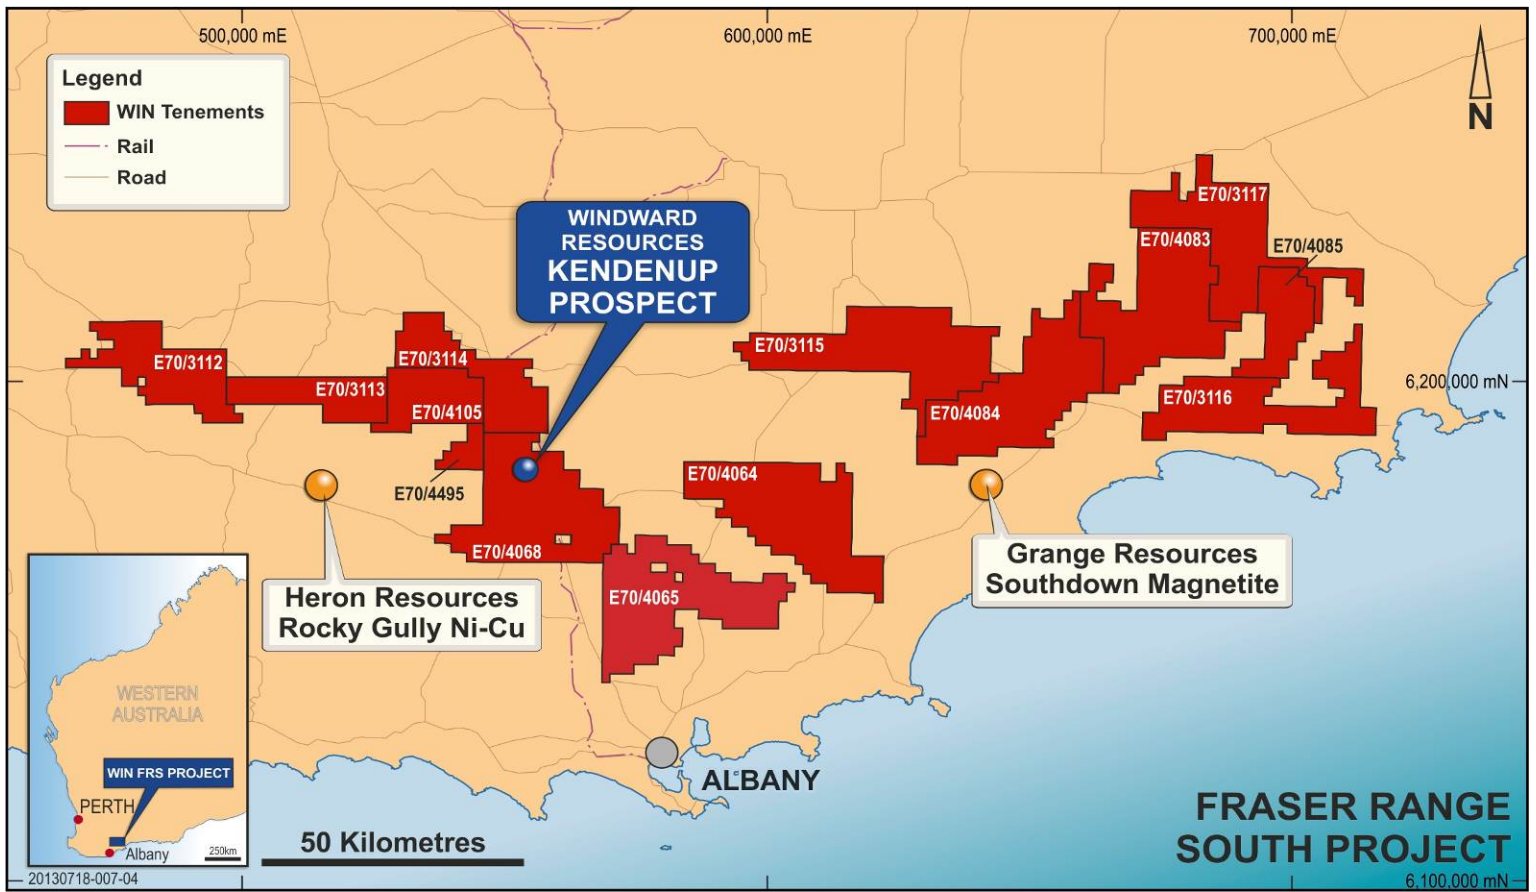 500,000 mE
600,000 mE
700,000 mE
Legend
WIN Tenements
Rail
Road
N
WINDWARD
RESOURCES
KENDENUP
PROSPECT
E70/3117
E70/4083
E70/4085
E70/3112
E70/3113
E70/3114
E70/4105
E70/3115
E70/4084
E70/3116
6,200,000 mN
E70/4495
E70/4064
E70/4068
E70/4065
Heron Resources
Rocky Gully Ni-Cu
Grange Resources
Southdown Magnetite
WESTERN
AUSTRALIA
WIN FRS PROJECT
PERTH
Albany
250km
ALBANY
50 Kilometres
FRASER RANGE
SOUTH PROJECT
20130718-007-04
6,100,000 mN